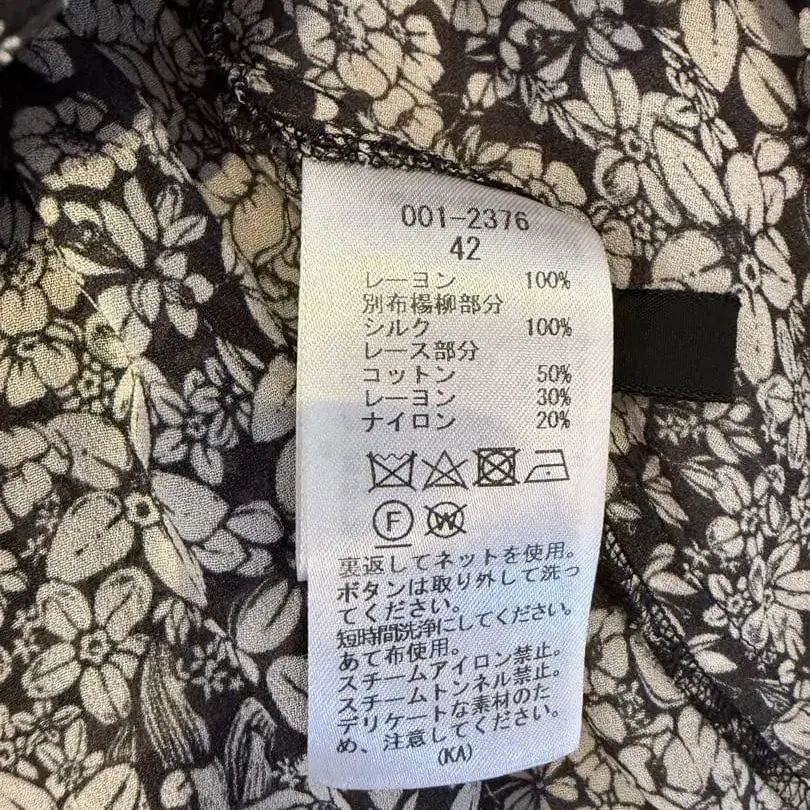 001-2376
42
レーヨン 100%
別布楊柳部分
シルク 100%
レース部分
コットン 50%
レーヨン 30%
ナイロン 20%
F W
裏返してネットを使用。
ボタンは取り外して洗っ
てください。
短時間洗浄にしてください。
あて布使用。
スチームアイロン禁止。
スチームトンネル禁止。
デリケートな素材のた
め、注意してください。
(KA)